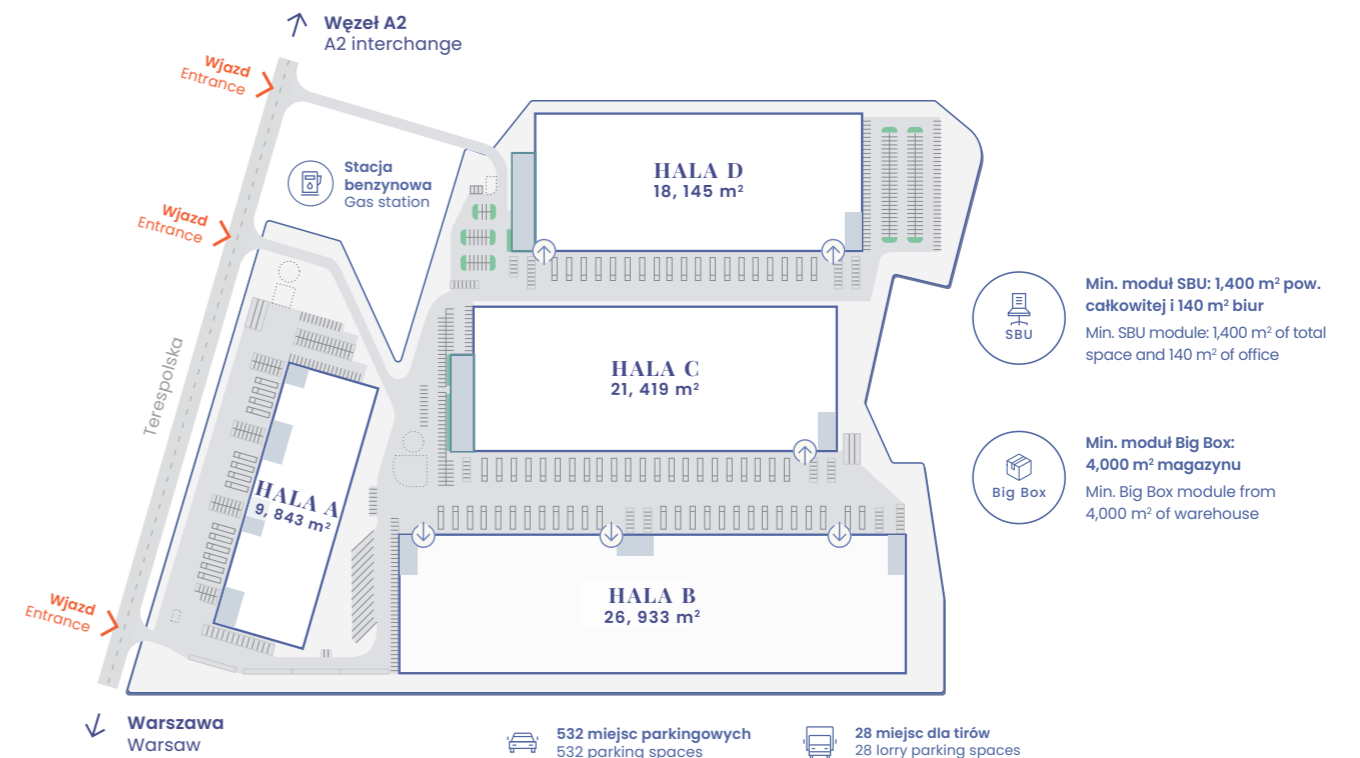 Węzeł A2
A2 interchange
Wjazd
Entrance
Stacja
benzynowa
Gas station
Wjazd
Entrance
HALA D
18, 145 m²
Min. moduł SBU: 1,400 m² pow.
całkowitej i 140 m² biur
Min. SBU module: 1,400 m² of total
space and 140 m² of office
SBU
Terespolska
HALA C
21, 419 m²
Min. moduł Big Box:
4,000 m² magazynu
Min. Big Box module from
4,000 m² of warehouse
Big Box
HALA A
9, 843 m²
HALA B
26, 933 m²
Wjazd
Entrance
Warszawa
Warsaw
532 miejsc parkingowych
532 parking spaces
28 miejsc dla tirów
28 lorry parking spaces